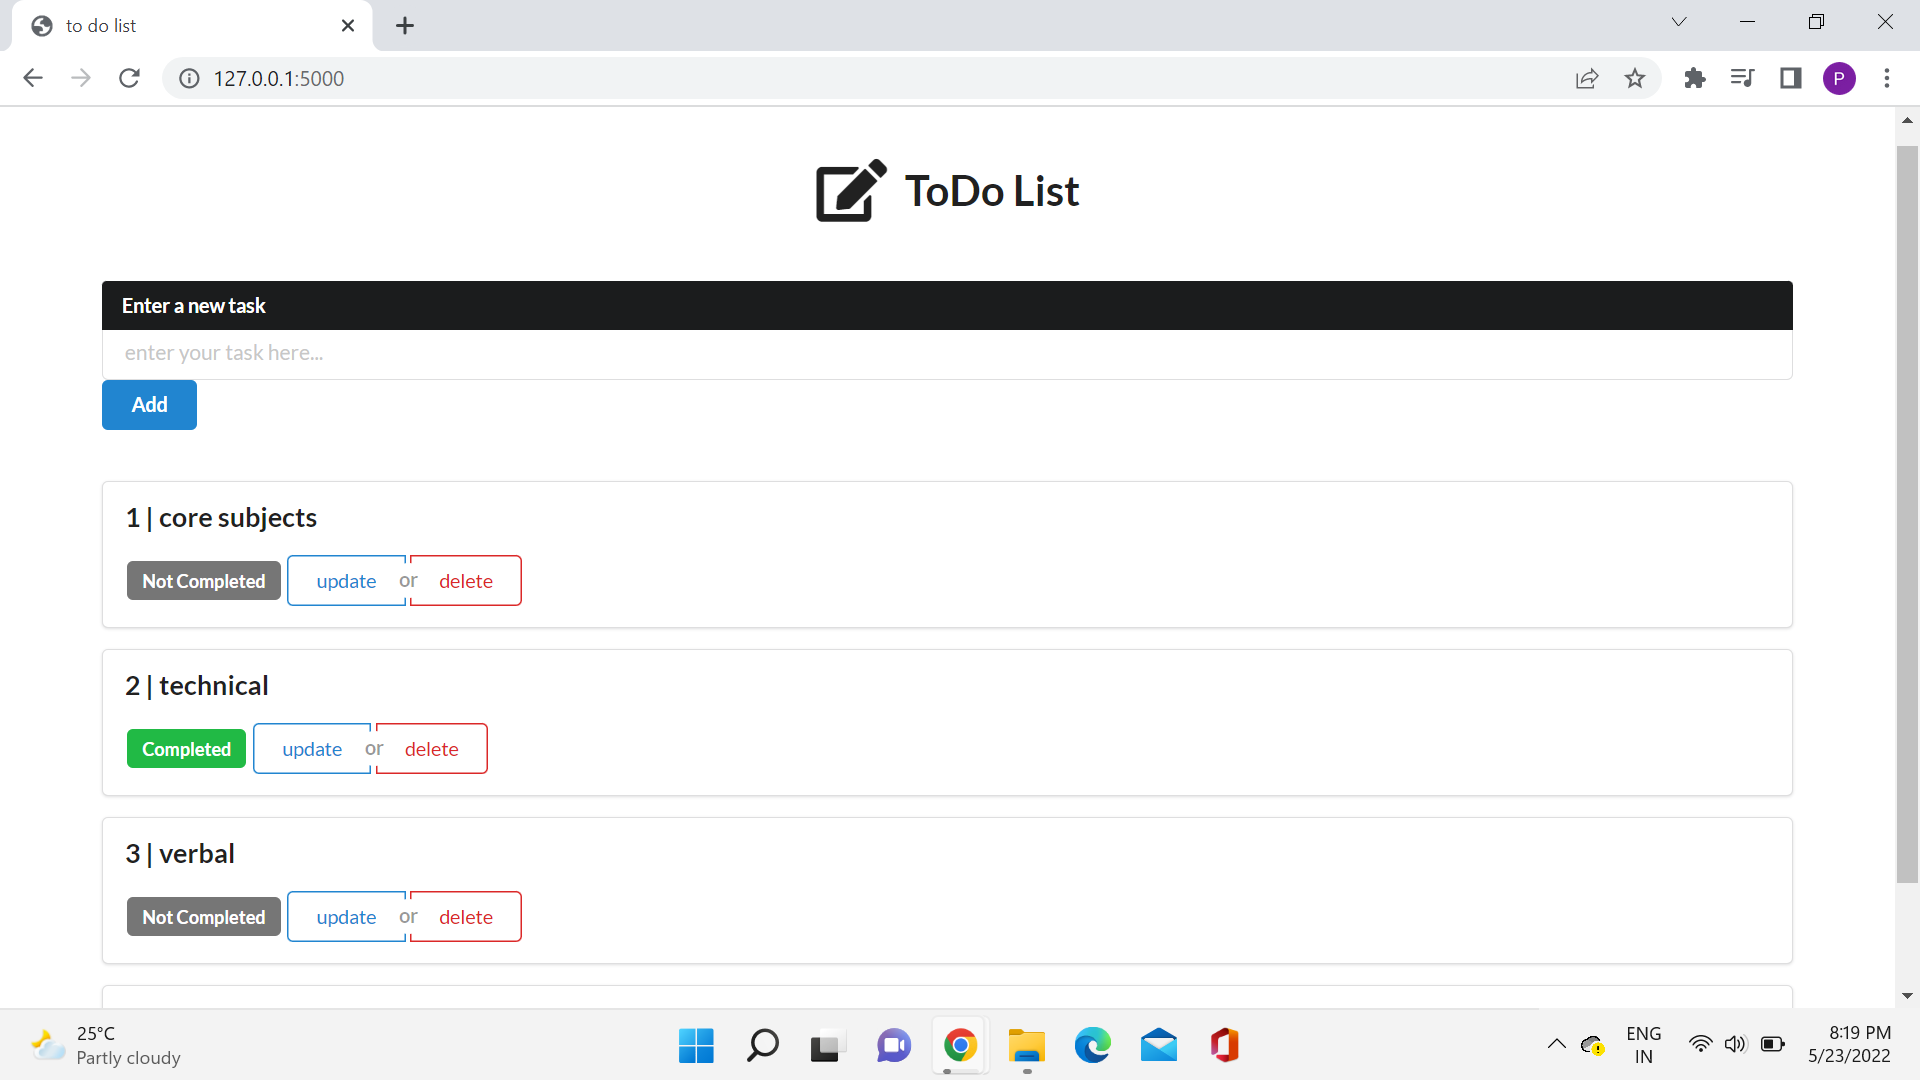 to do list
127.0.0.1:5000
P
ToDo List
Enter a new task
enter your task here...
Add
1 | core subjects
Not Completed update or delete
2 | technical
Completed update or delete
3 | verbal
Not Completed update or delete
25°C
Partly cloudy
ENG
IN
8:19 PM
5/23/2022